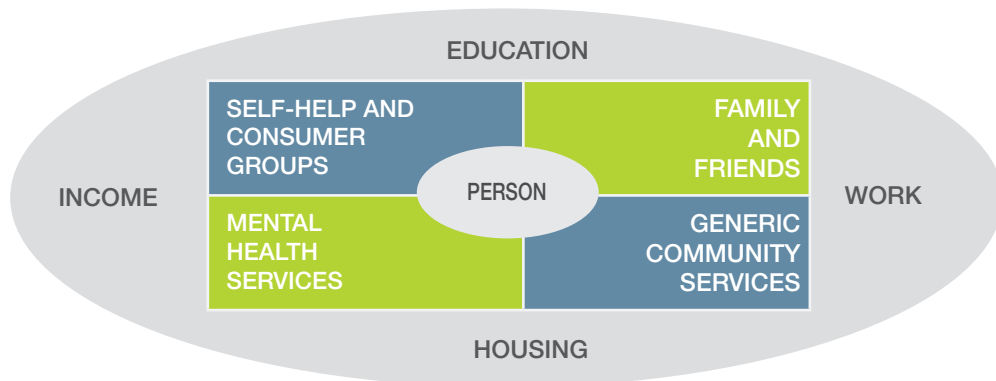 EDUCATION
SELF-HELP AND
CONSUMER
GROUPS
FAMILY
AND
FRIENDS
INCOME
PERSON
WORK
MENTAL
HEALTH
SERVICES
GENERIC
COMMUNITY
SERVICES
HOUSING